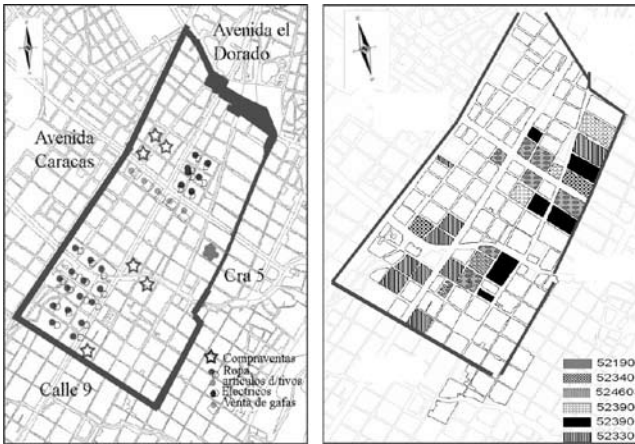 Avenida el
Dorado
Avenida
Caracas
Cra 5
Calle 9
Compraventas
Ropa
artículos d/tivos
Eléctricos
Venta de gafas
52190
52340
52460
52390
52390
52330